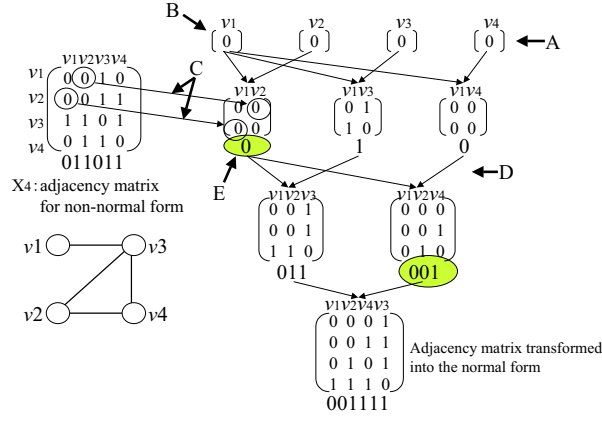 B
v1 v2 v3 v4
0 0 0 0
A
v1v2v3v4
v1 0 0 1 0
v2 0 0 1 1
v3 1 1 0 1
v4 0 1 1 0
011011
C
v1v2
0 0
0 0
0
v1v3
0 1
1 0
1
v1v4
0 0
0 0
0
X4: adjacency matrix
for non-normal form
E
D
v1v2v3
0 0 1
0 0 1
1 1 0
011
v1v2v4
0 0 0
0 0 1
0 1 0
001
v1 v3
v2 v4
v1v2v4v3
0 0 0 1
0 0 1 1
0 1 0 1
1 1 1 0
001111
Adjacency matrix transformed
into the normal form